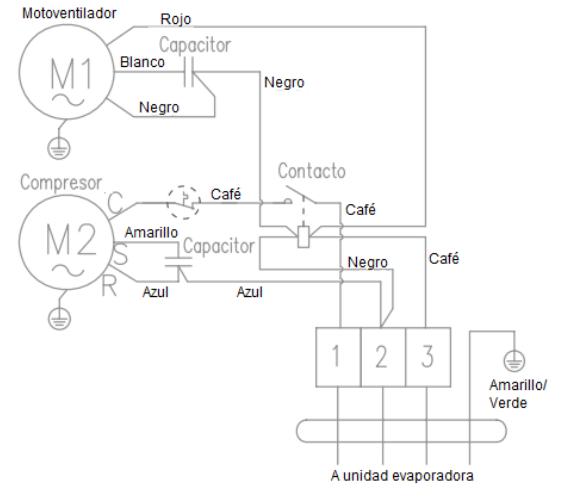 Motoventilador
Rojo
Capacitor
Blanco
M1
Negro
Negro
Contacto
Compresor
C
Café
Café
Amarillo
M2
S
Capacitor
Negro
Café
R
Azul
Azul
1
2
3
Amarillo/
Verde
A unidad evaporadora